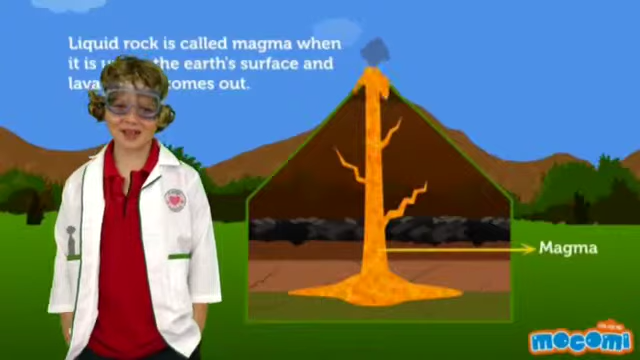 Liquid rock is called magma when
it is the earth's surface and
lava comes out.
Magma
mocomi